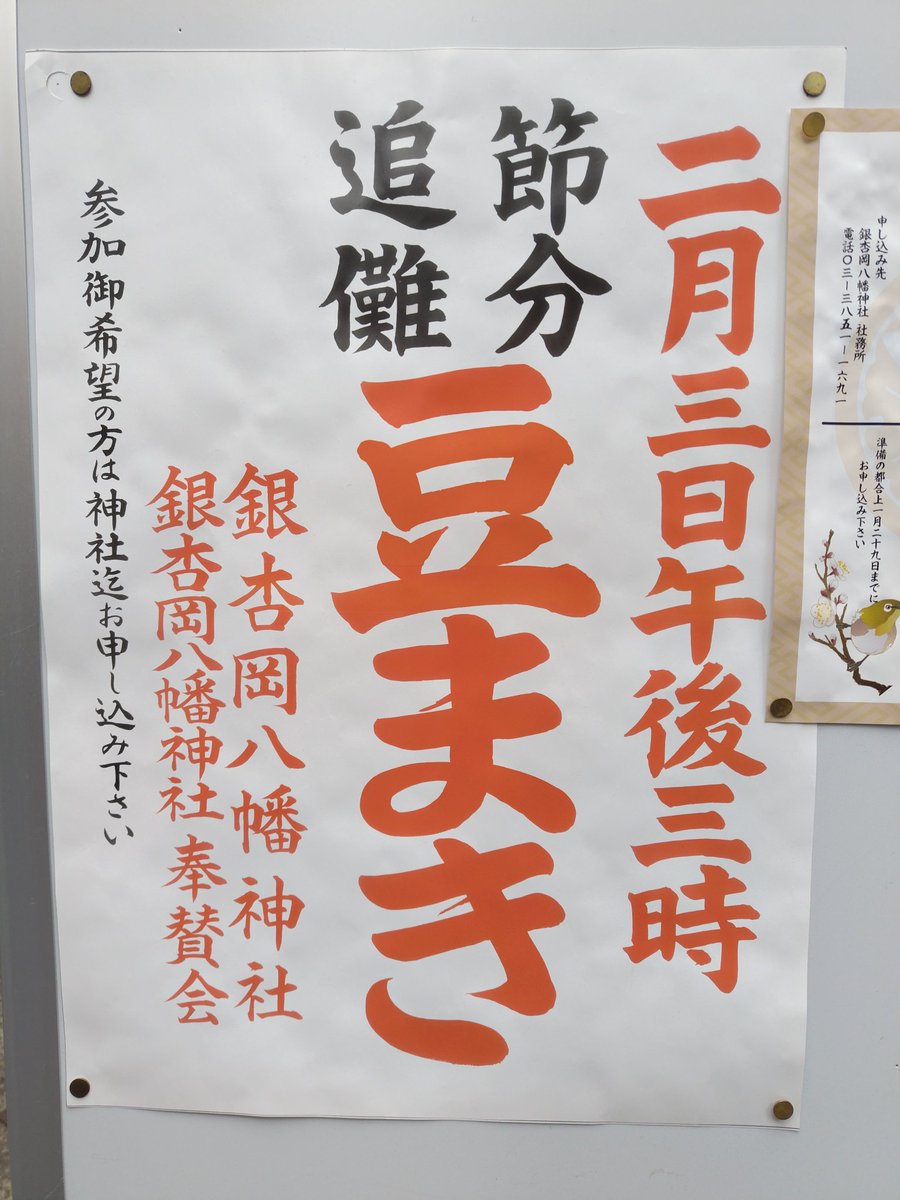 二月三日午後三時
節分
追儺
豆まき
銀杏岡八幡神社
銀杏岡八幡神社奉賛会
参加御希望の方は神社迄お申し込み下さい
申し込み先
銀杏岡八幡神社 社務所
電話〇三ー三八五一ー一六九一
準備の都合上一月二十九日までに
お申し込み下さい